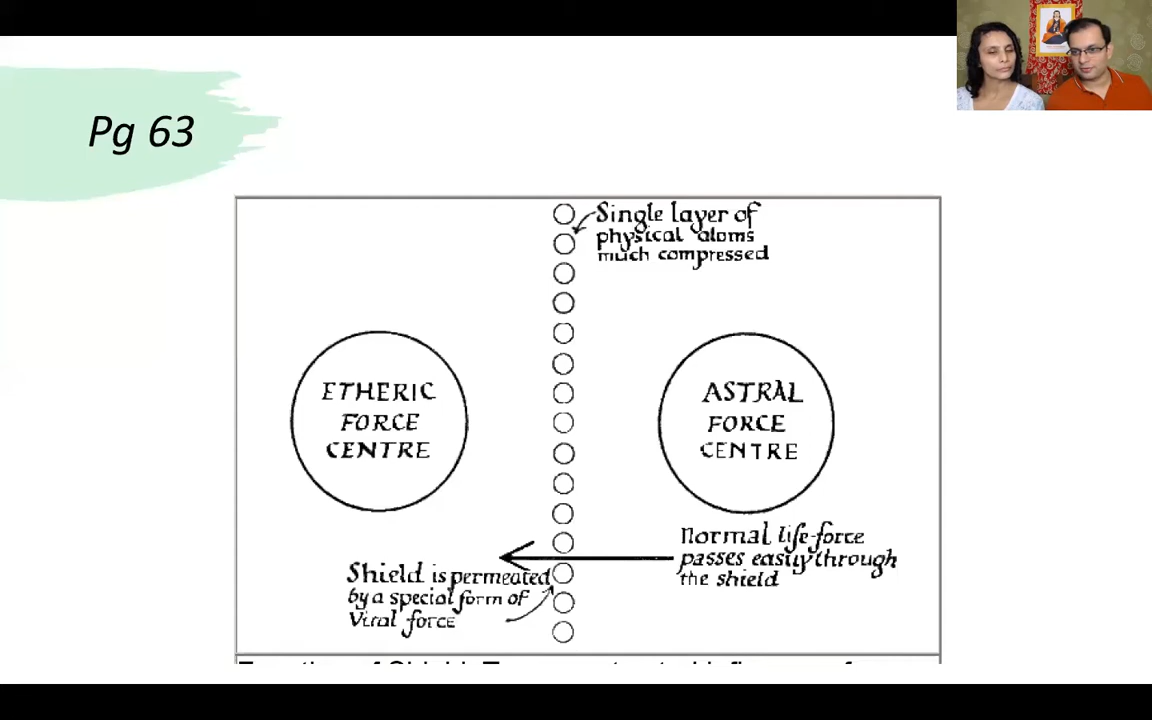 Pg 63
Single layer of
physical atoms
much compressed
ETHERIC
FORCE
CENTRE
ASTRAL
FORCE
CENTRE
Normal life-force
passes easily through
the shield
Shield is permeated
by a special form of
Vital force